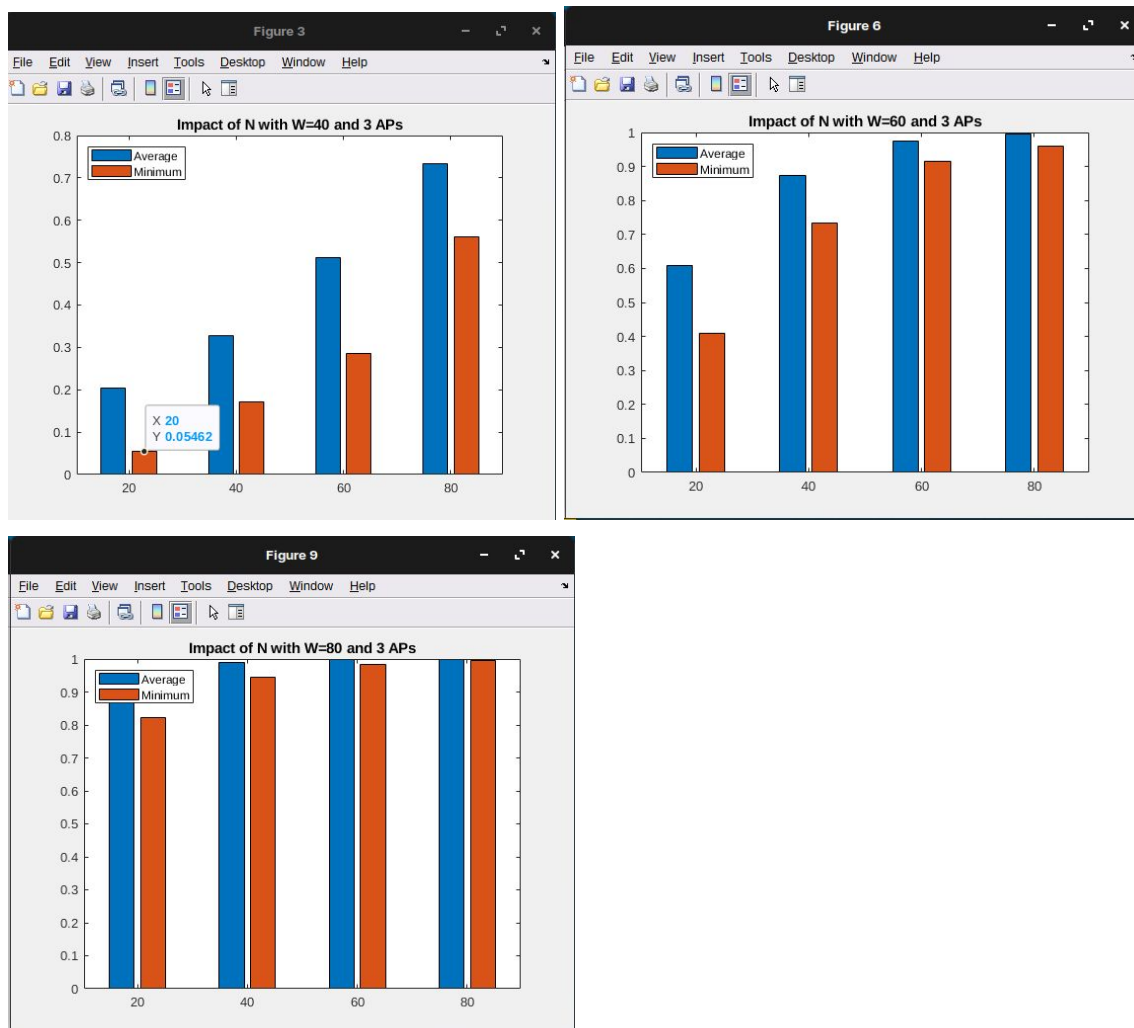 Figure 3
File Edit View Insert Tools Desktop Window Help
Impact of N with W=40 and 3 APs
Average
Minimum
0.8
0.7
0.6
0.5
0.4
0.3
0.2
0.1
0
X 20
Y 0.05462
20 40 60 80
Figure 6
File Edit View Insert Tools Desktop Window Help
Impact of N with W=60 and 3 APs
Average
Minimum
1
0.9
0.8
0.7
0.6
0.5
0.4
0.3
0.2
0.1
0
20 40 60 80
Figure 9
File Edit View Insert Tools Desktop Window Help
Impact of N with W=80 and 3 APs
Average
Minimum
1
0.9
0.8
0.7
0.6
0.5
0.4
0.3
0.2
0.1
0
20 40 60 80